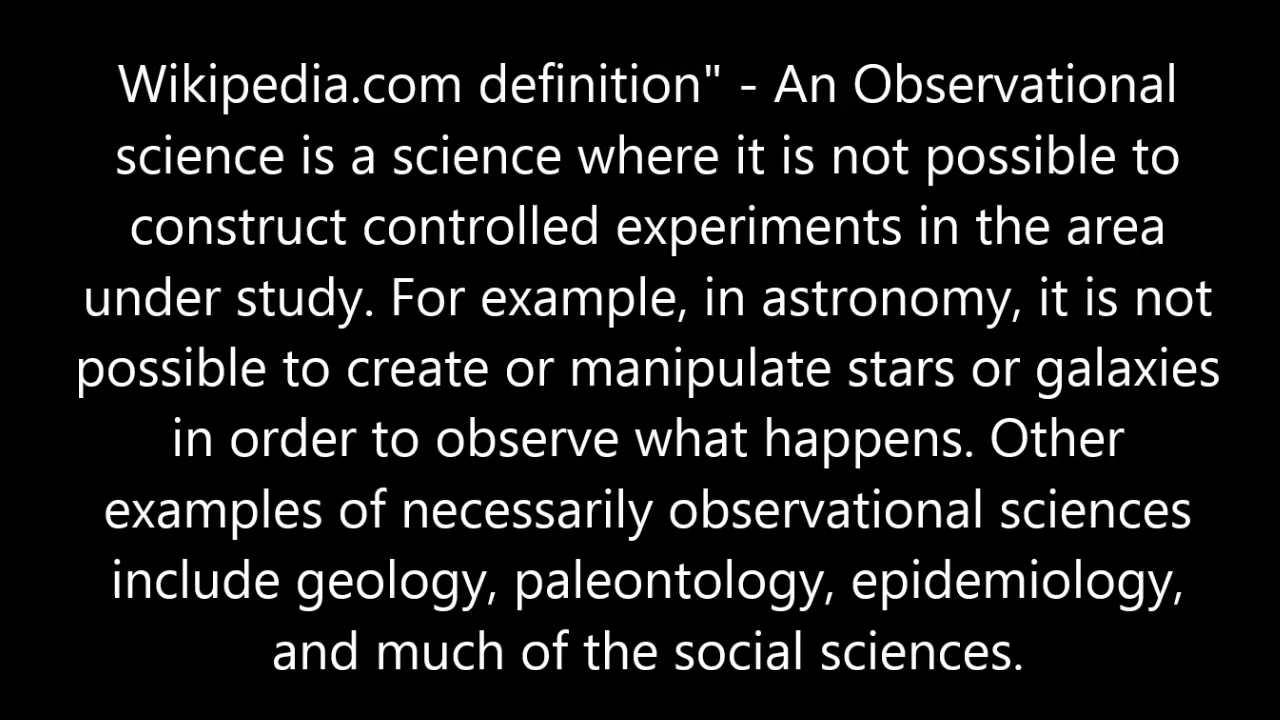 Wikipedia.com definition" - An Observational
science is a science where it is not possible to
construct controlled experiments in the area
under study. For example, in astronomy, it is not
possible to create or manipulate stars or galaxies
in order to observe what happens. Other
examples of necessarily observational sciences
include geology, paleontology, epidemiology,
and much of the social sciences.